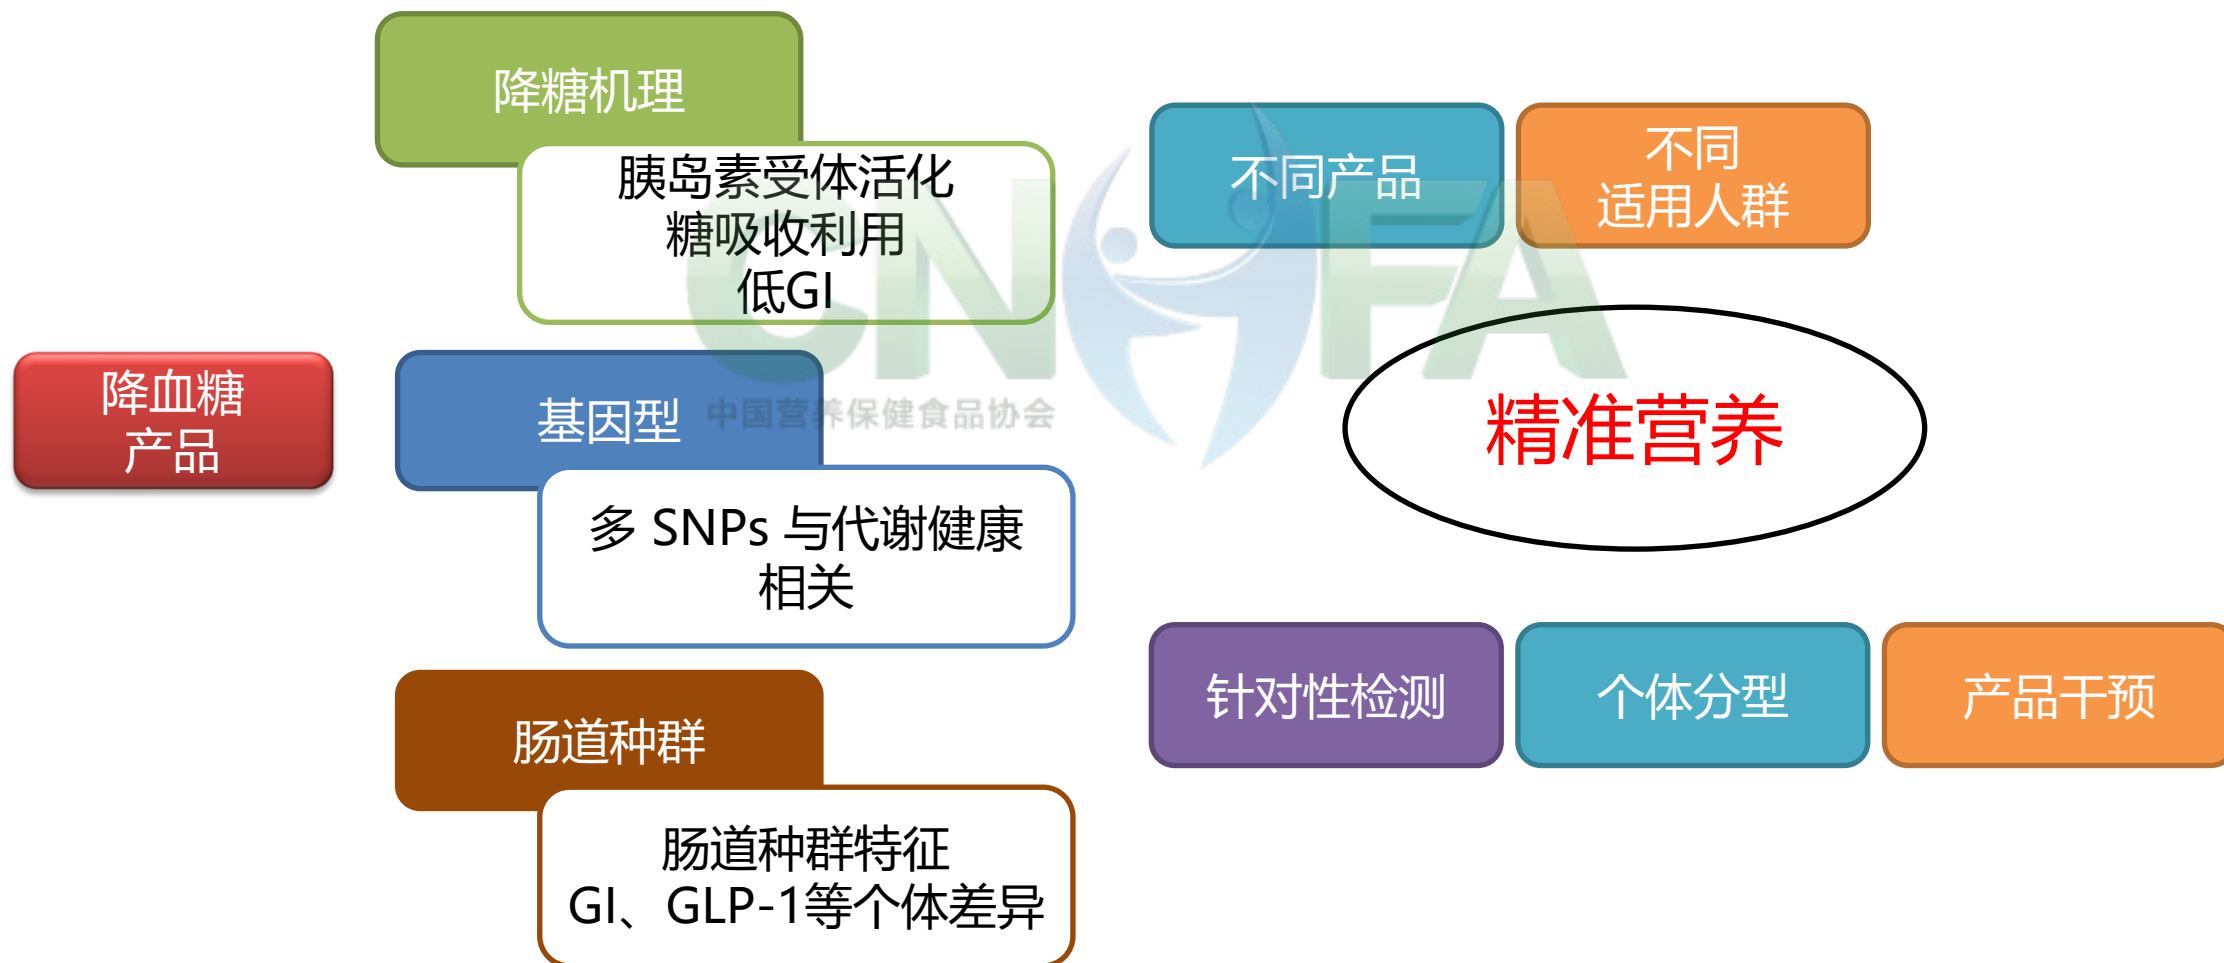 降糖机理
胰岛素受体活化
糖吸收利用
低GI
不同产品
不同
适用人群
降血糖
产品
基因型
多 SNPs 与代谢健康
相关
精准营养
肠道种群
肠道种群特征
GI、GLP-1等个体差异
针对性检测
个体分型
产品干预
CNHFA
中国营养保健食品协会